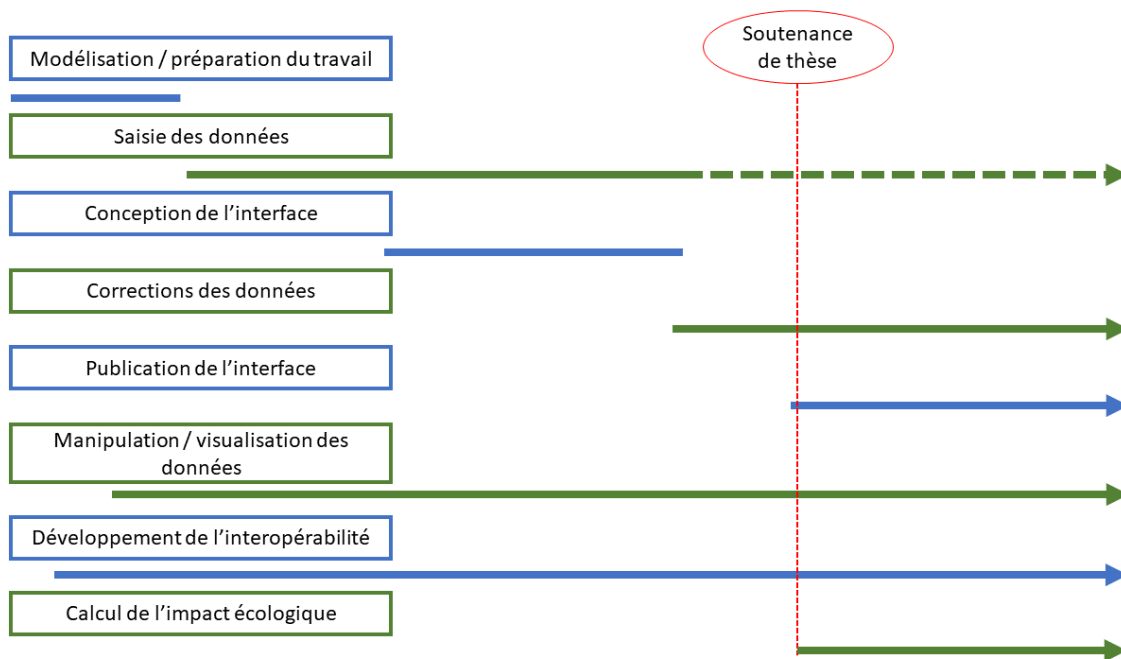 Soutenance
de thèse
Modélisation / préparation du travail
Saisie des données
Conception de l’interface
Corrections des données
Publication de l’interface
Manipulation / visualisation des
données
Développement de l’interopérabilité
Calcul de l’impact écologique